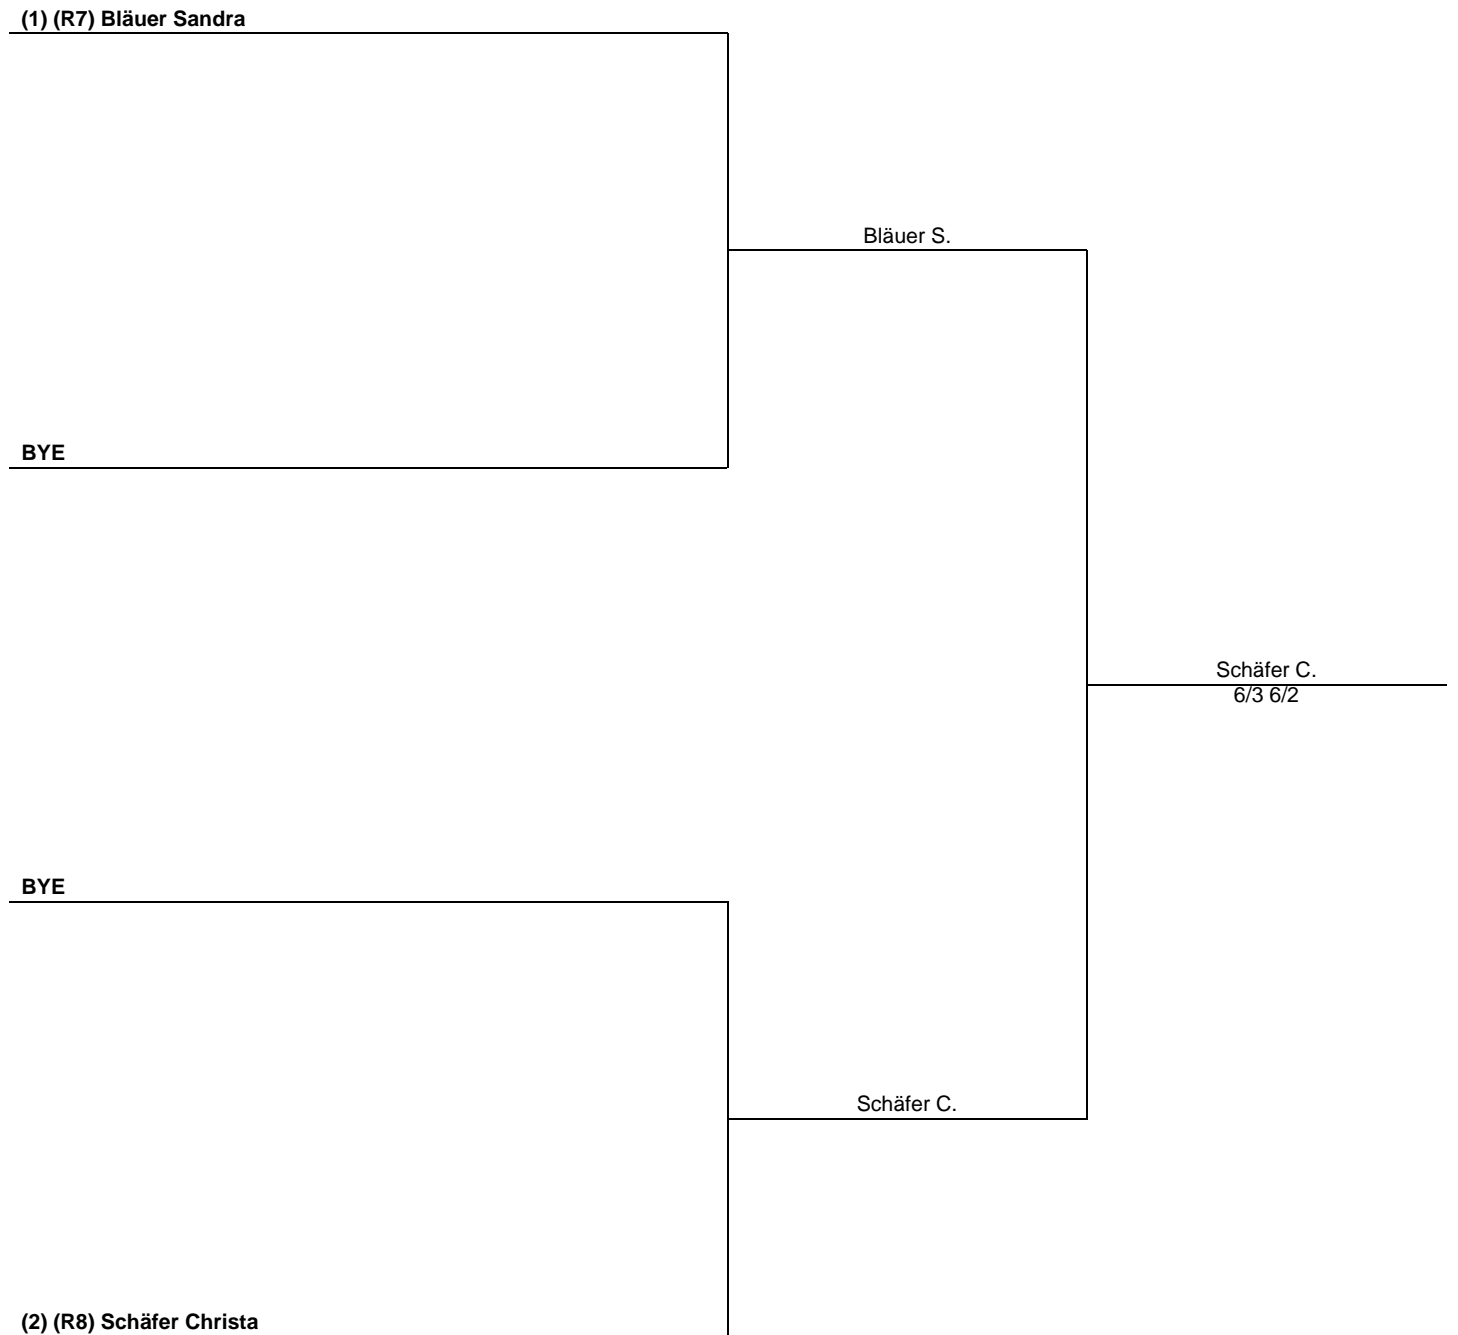 (1) (R7) Bläuer Sandra
Bläuer S.
BYE
Schäfer C.
6/3 6/2
BYE
Schäfer C.
(2) (R8) Schäfer Christa